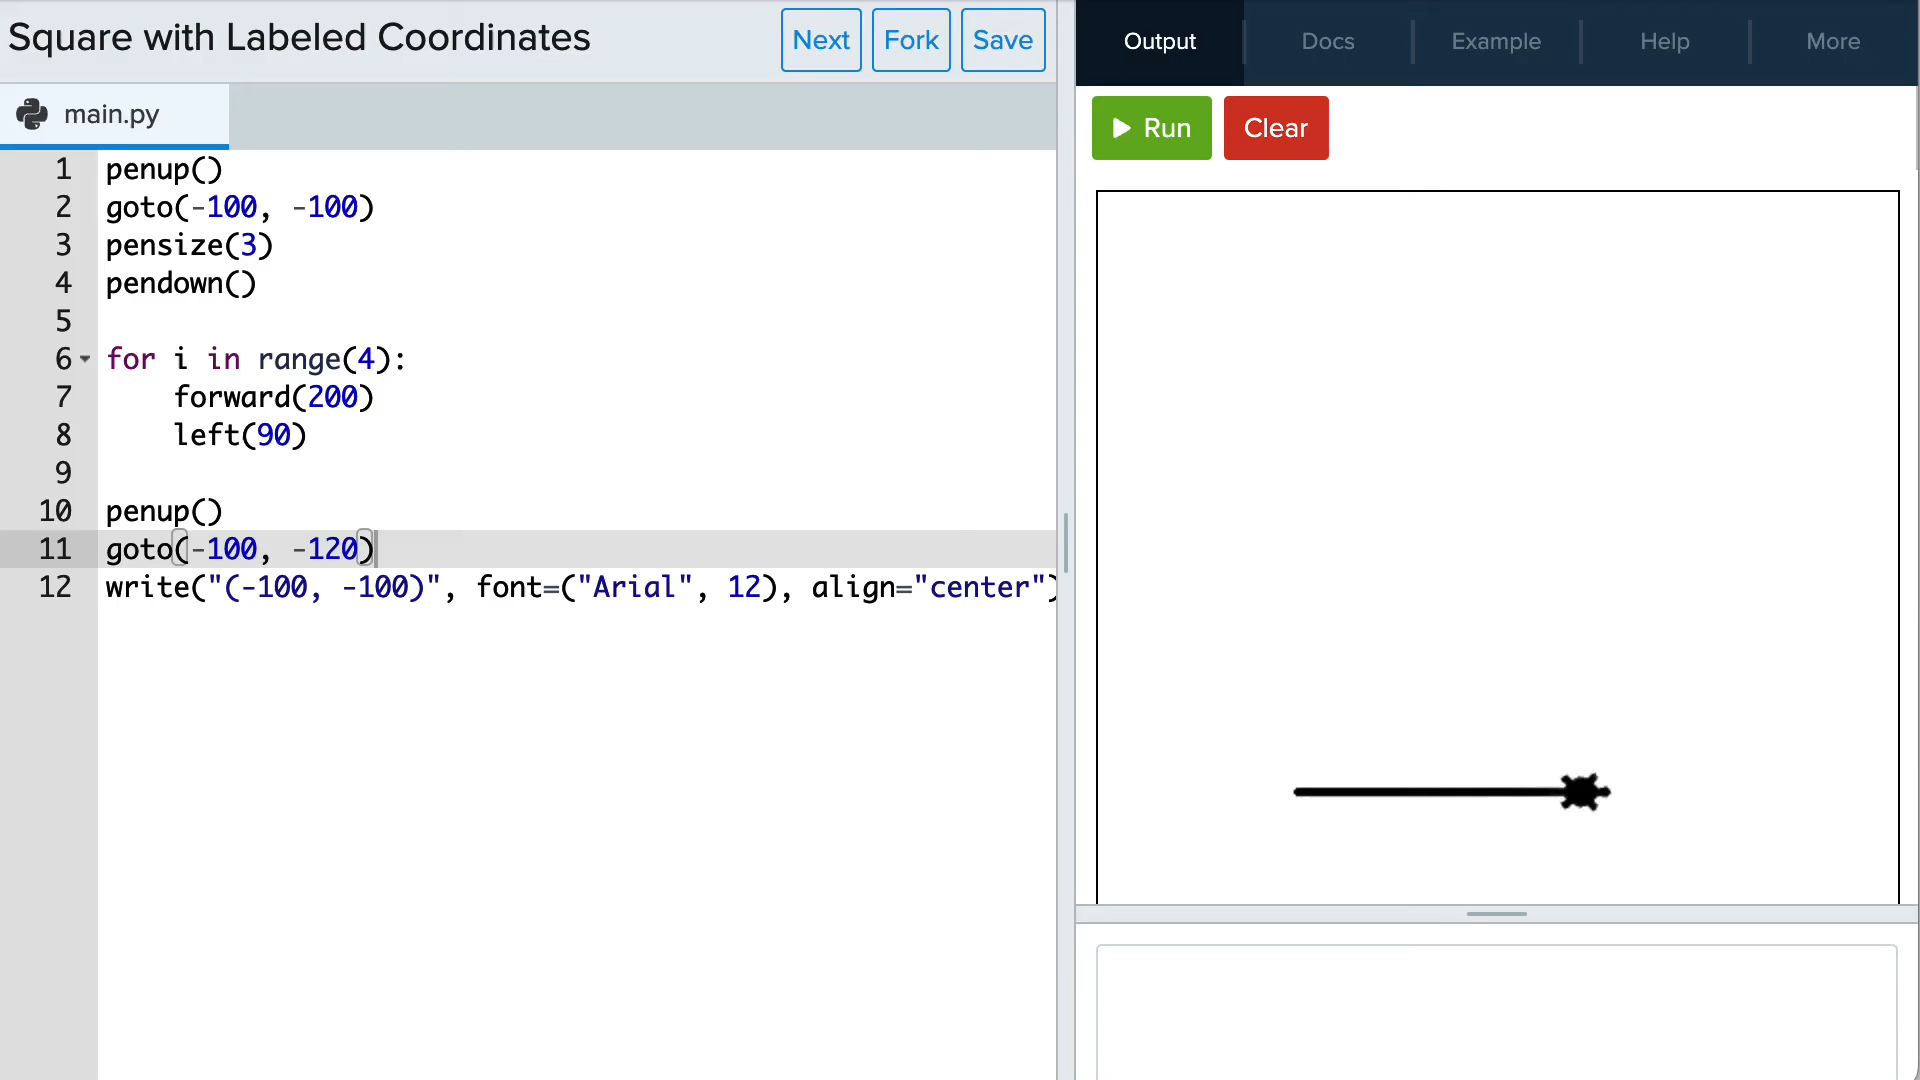 Square with Labeled Coordinates
Next
Fork
Save
main.py
1 penup()
2 goto(-100, -100)
3 pensize(3)
4 pendown()
5
6 for i in range(4):
7     forward(200)
8     left(90)
9
10 penup()
11 goto(-100, -120)
12 write("(-100, -100)", font=("Arial", 12), align="center")
Output
Docs
Example
Help
More
Run
Clear